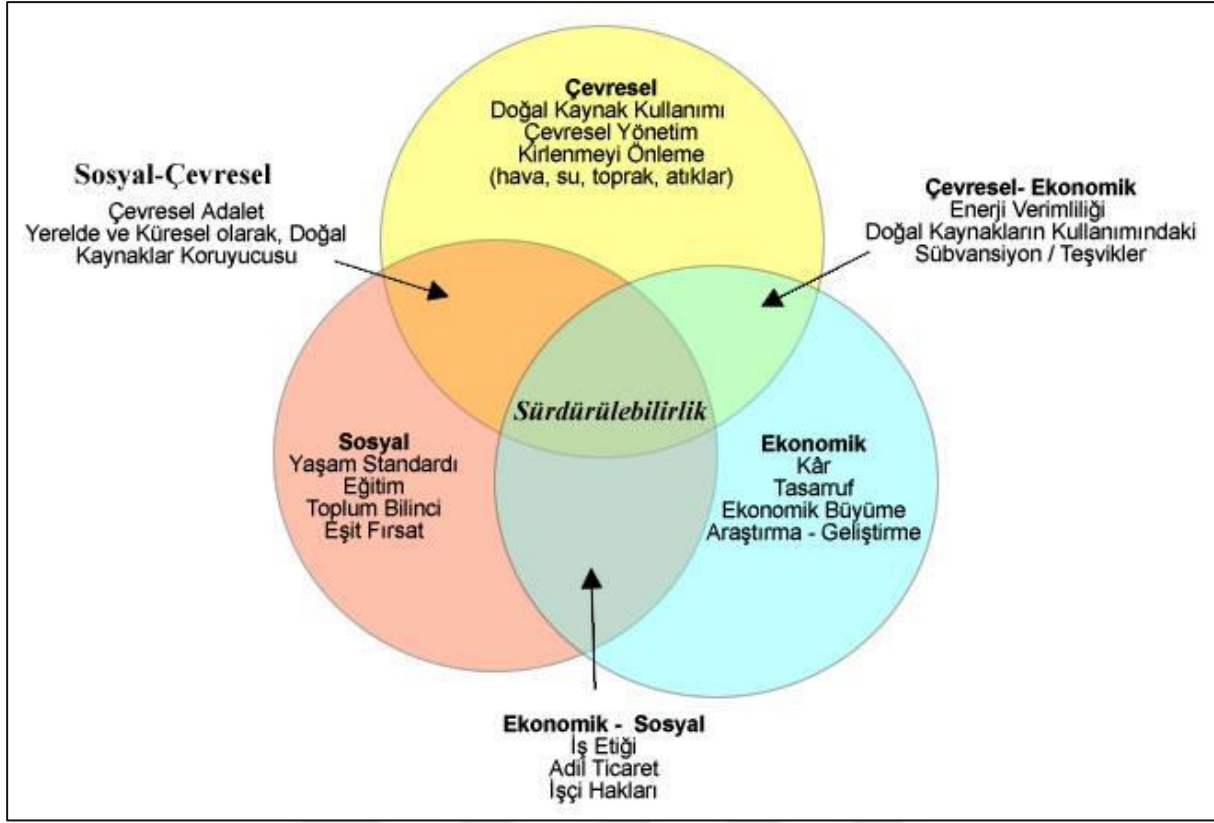 Çevresel
Doğal Kaynak Kullanımı
Çevresel Yönetim
Kirlenmeyi Önleme
(hava, su, toprak, atıklar)
Sosyal-Çevresel
Çevresel Adalet
Yerelde ve Küresel olarak, Doğal
Kaynaklar Koruyucusu
Çevresel- Ekonomik
Enerji Verimliliği
Doğal Kaynakların Kullanımındaki
Sübvansiyon / Teşvikler
Sürdürülebilirlik
Sosyal
Yaşam Standardı
Eğitim
Toplum Bilinci
Eşit Fırsat
Ekonomik
Kâr
Tasarruf
Ekonomik Büyüme
Araştırma - Geliştirme
Ekonomik - Sosyal
İş Etiği
Adil Ticaret
İşçi Hakları